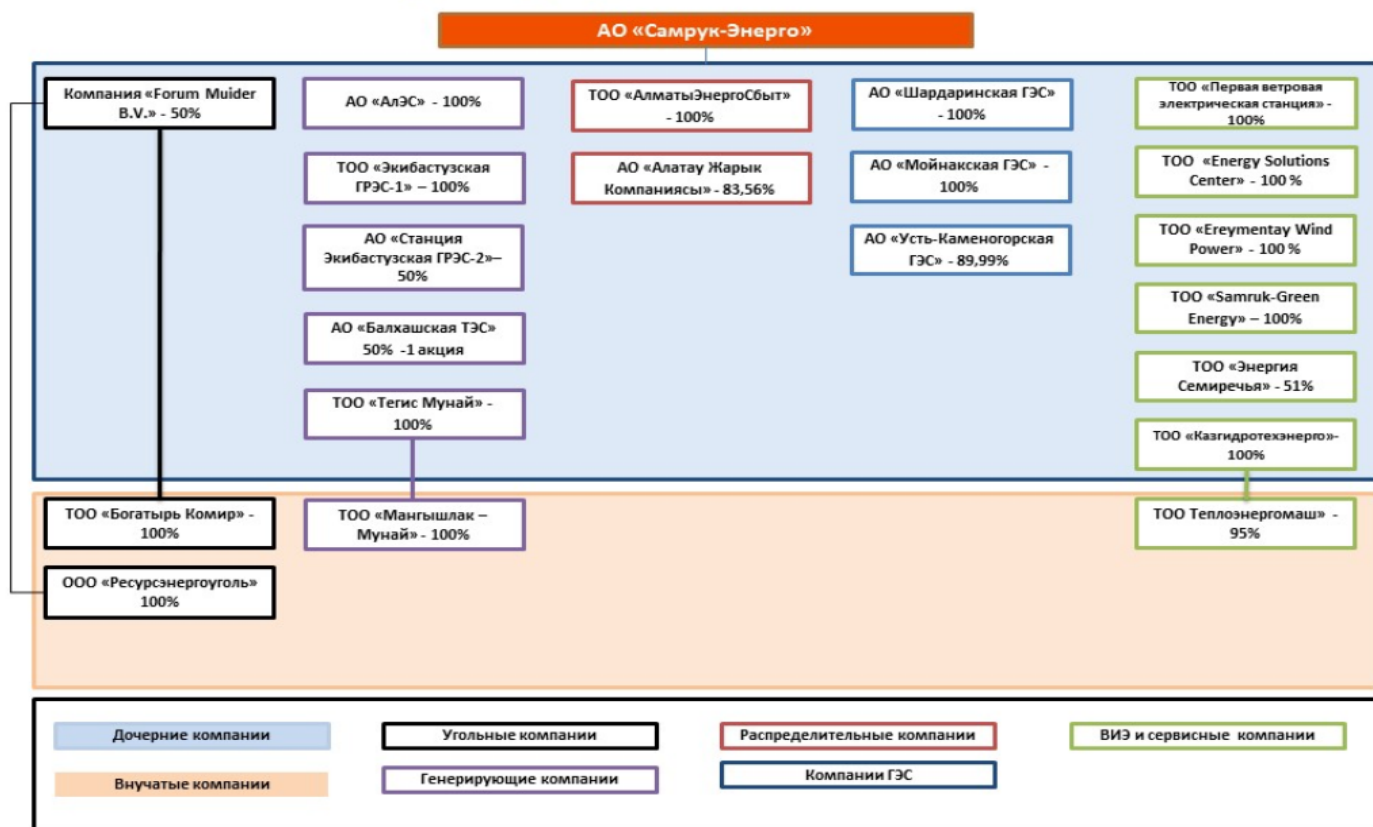 АО «Самрук-Энерго»
Компания «Forum Muider
B.V.» - 50%
АО «АлЭС» - 100%
ТОО «Экибастузская
ГРЭС-1» – 100%
АО «Станция
Экибастузская ГРЭС-2»–
50%
АО «Балхашская ТЭС»
50% -1 акция
ТОО «Тегис Мунай» -
100%
ТОО «АлматыЭнергоСбыт»
- 100%
АО «Алатау Жарык
Компаниясы» - 83,56%
АО «Шардаринская ГЭС»
- 100%
АО «Мойнакская ГЭС» -
100%
АО «Усть-Каменогорская
ГЭС» - 89,99%
ТОО «Первая ветровая
электрическая станция» -
100%
ТОО «Energy Solutions
Center» - 100 %
ТОО «Ereymentay Wind
Power» - 100 %
ТОО «Samruk-Green
Energy» – 100%
ТОО «Энергия
Семиречья» - 51%
ТОО «Казгидротехэнерго»-
100%
ТОО «Богатырь Комир» -
100%
ООО «Ресурсэнергоуголь»
100%
ТОО «Мангышлак –
Мунай» - 100%
ТОО Теплоэнергомаш» -
95%
Дочерние компании
Угольные компании
Распределительные компании
ВИЭ и сервисные компании
Внучатые компании
Генерирующие компании
Компании ГЭС